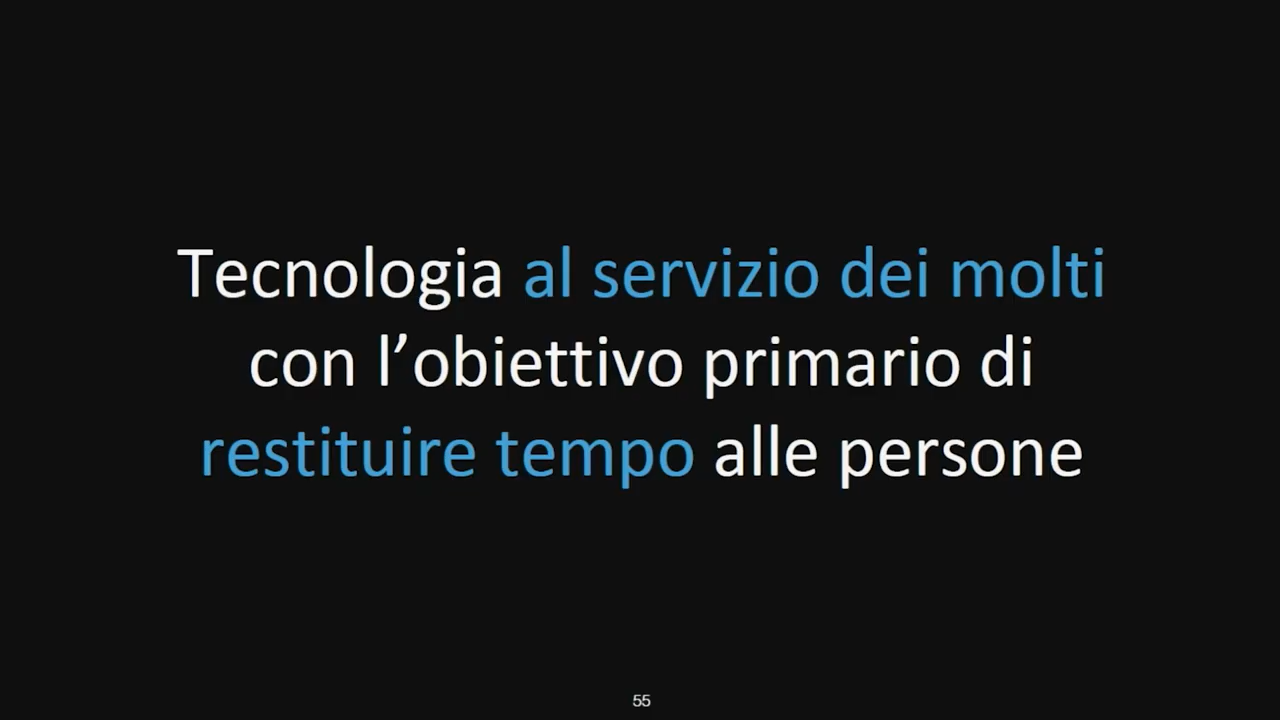 Tecnologia al servizio dei molti
con l’obiettivo primario di
restituire tempo alle persone
55